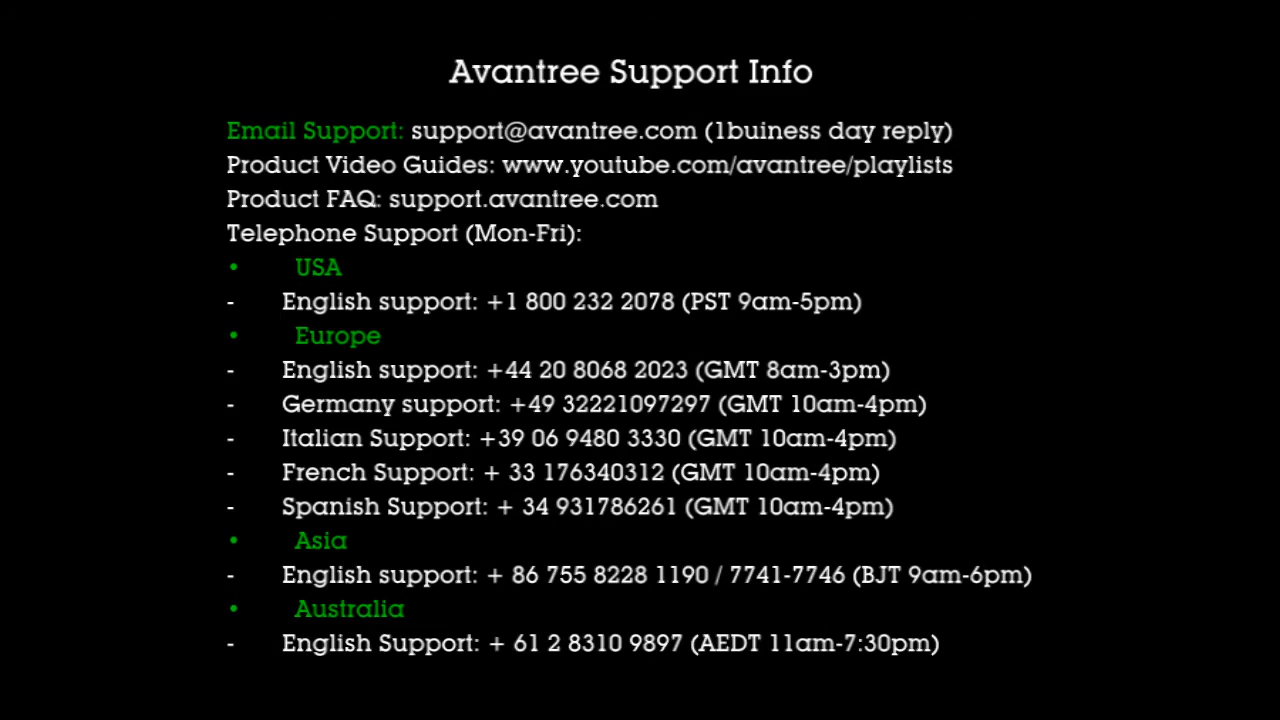 Avantree Support Info
Email Support: support@avantree.com (1buiness day reply)
Product Video Guides: www.youtube.com/avantree/playlists
Product FAQ: support.avantree.com
Telephone Support (Mon-Fri):
• USA
- English support: +1 800 232 2078 (PST 9am-5pm)
• Europe
- English support: +44 20 8068 2023 (GMT 8am-3pm)
- Germany support: +49 32221097297 (GMT 10am-4pm)
- Italian Support: +39 06 9480 3330 (GMT 10am-4pm)
- French Support: + 33 176340312 (GMT 10am-4pm)
- Spanish Support: + 34 931786261 (GMT 10am-4pm)
• Asia
- English support: + 86 755 8228 1190 / 7741-7746 (BJT 9am-6pm)
• Australia
- English Support: + 61 2 8310 9897 (AEDT 11am-7:30pm)